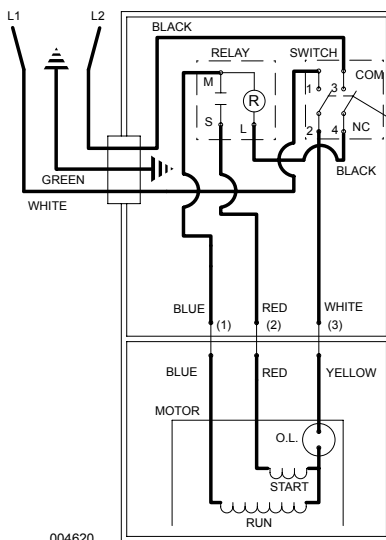 L1
L2
BLACK
RELAY
SWITCH
M
COM
1
3
R
S
L
2
4
NC
BLACK
GREEN
WHITE
BLUE
RED
WHITE
(1)
(2)
(3)
BLUE
RED
YELLOW
MOTOR
O.L.
START
RUN
004620